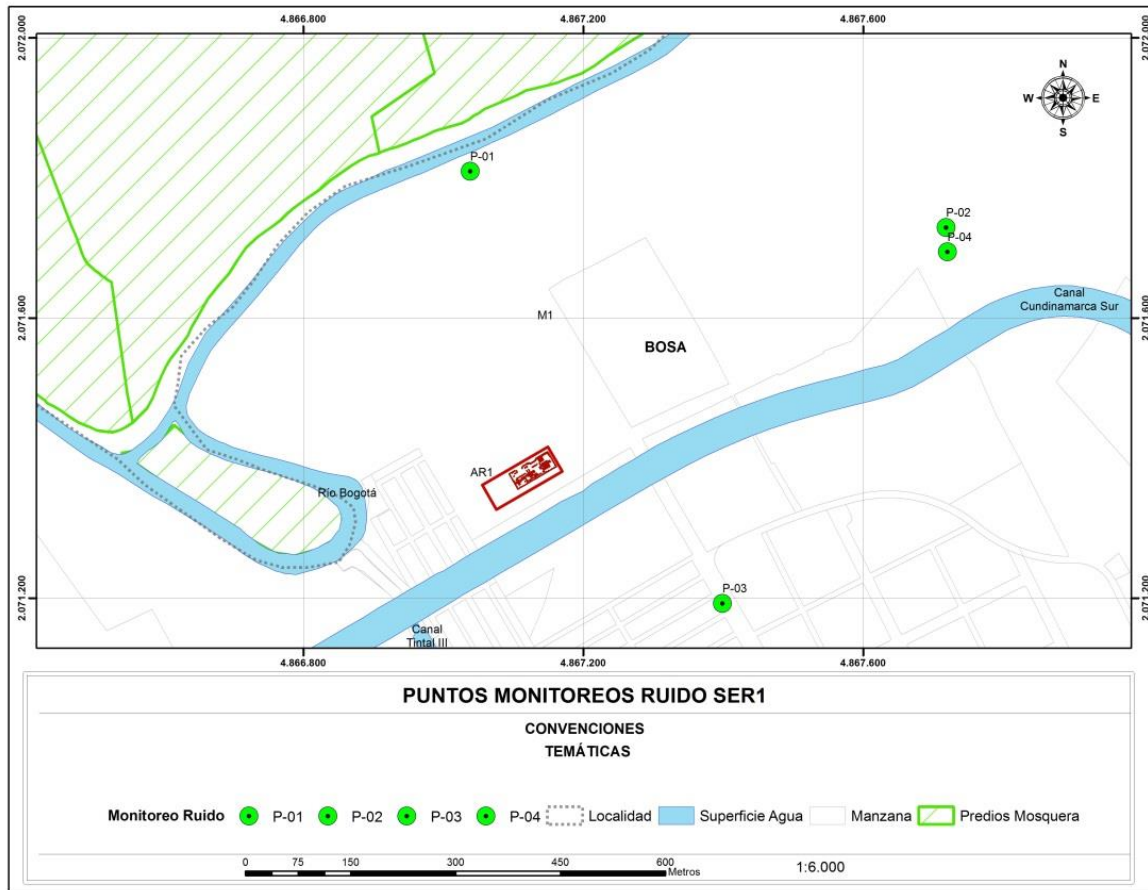 4.866.800 4.867.200 4.867.600
2.072.000 2.072.000
N
W E
S
P-01
P-02
P-04
Canal
Cundinamarca Sur
2.071.600 M1 2.071.600
BOSA
AR1
Río Bogotá
P-03
2.071.200 2.071.200
Canal
Tintal III
4.866.800 4.867.200 4.867.600
PUNTOS MONITOREOS RUIDO SER1
CONVENCIONES
TEMÁTICAS
Monitoreo Ruido P-01 P-02 P-03 P-04 Localidad Superficie Agua Manzana Predios Mosquera
0 75 150 300 450 600
Metros
1:6.000